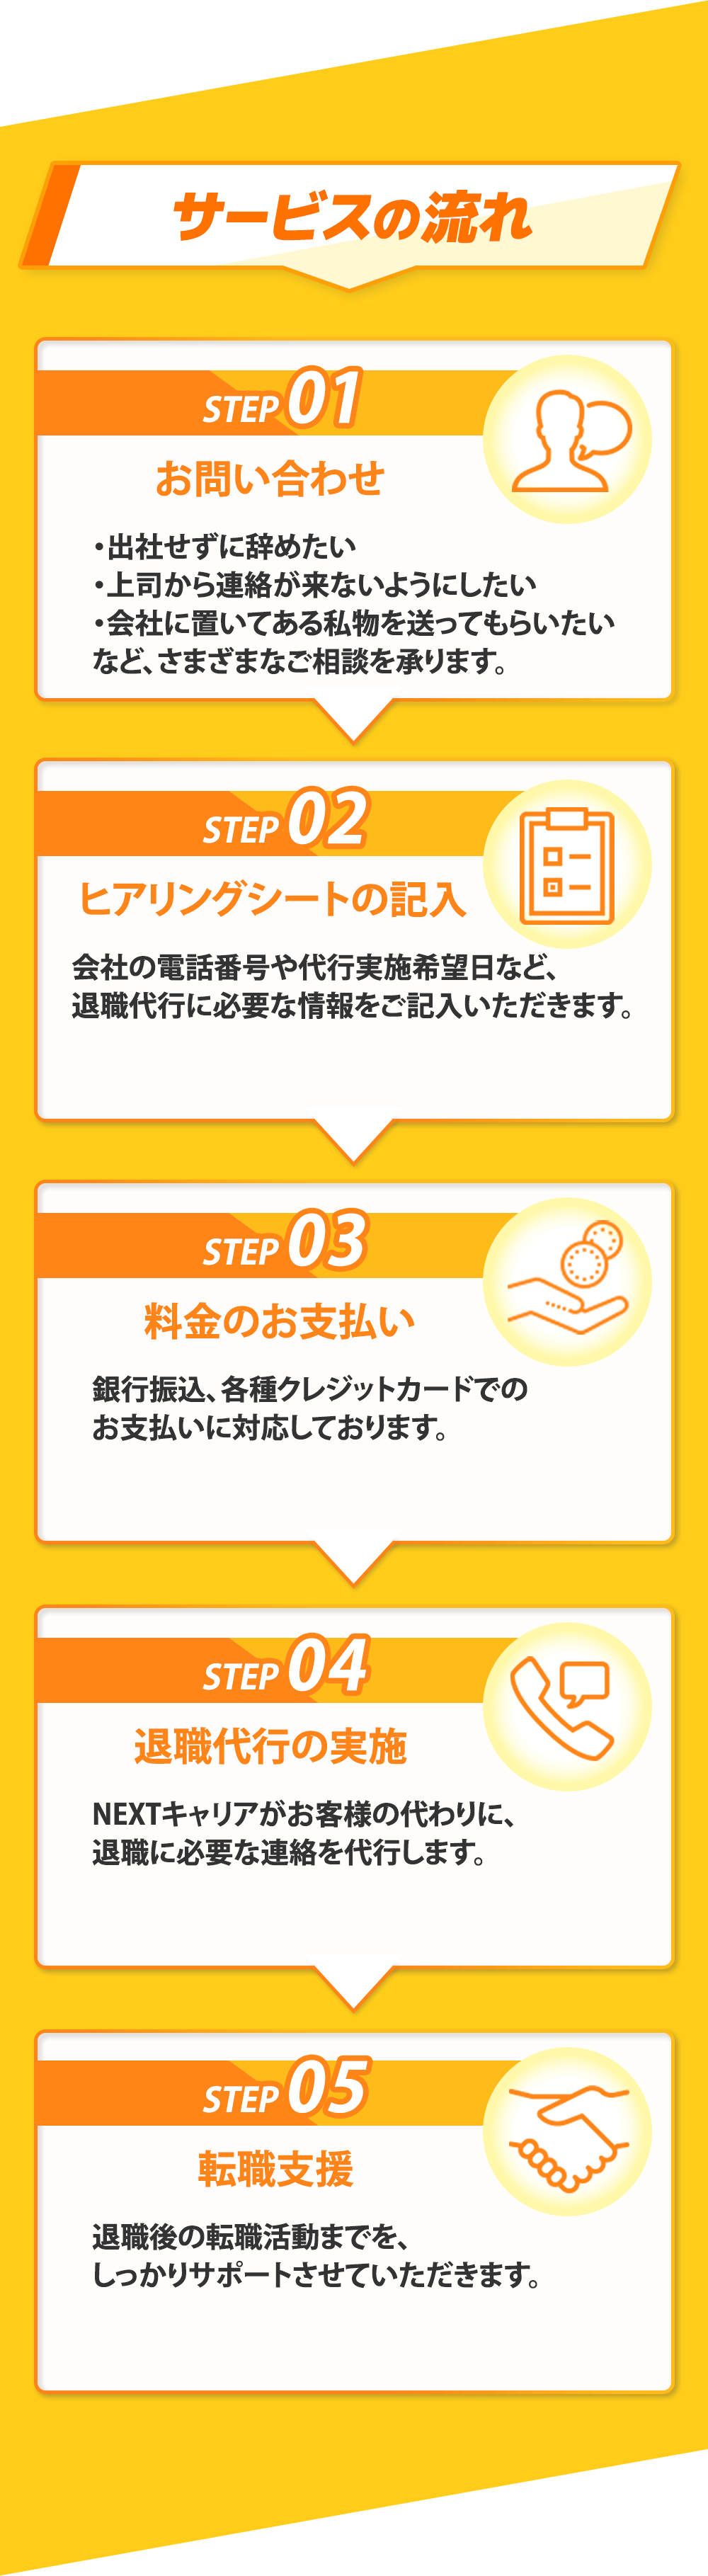 サービスの流れ
STEP 01
お問い合わせ
・出社せずに辞めたい
・上司から連絡が来ないようにしたい
・会社に置いてある私物を送ってもらいたい
など、さまざまなご相談を承ります。
STEP 02
ヒアリングシートの記入
会社の電話番号や代行実施希望日など、
退職代行に必要な情報をご記入いただきます。
STEP 03
料金のお支払い
銀行振込、各種クレジットカードでの
お支払いに対応しております。
STEP 04
退職代行の実施
NEXTキャリアがお客様の代わりに、
退職に必要な連絡を代行します。
STEP 05
転職支援
退職後の転職活動までを、
しっかりサポートさせていただきます。